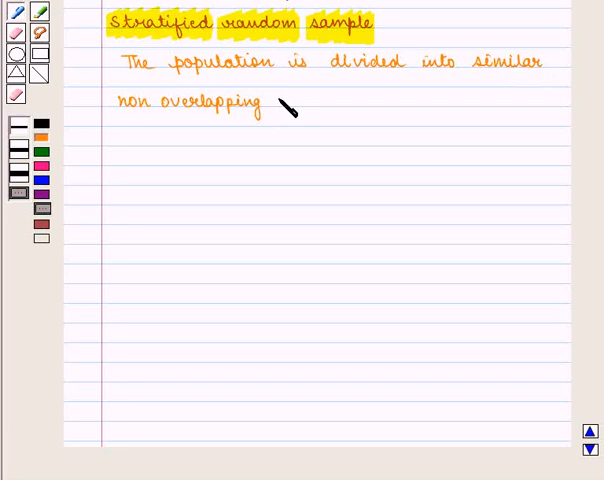 Stratified random sample
The population is divided into similar
non overlapping